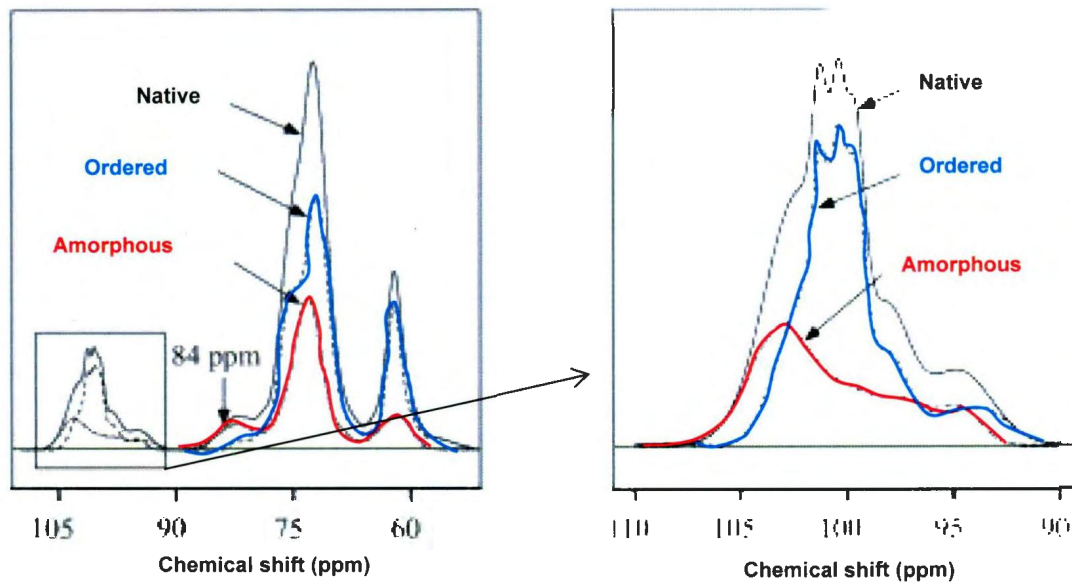 Native
Ordered
Amorphous
84 ppm
105 90 75 60
Chemical shift (ppm)
Native
Ordered
Amorphous
110 105 100 95 90
Chemical shift (ppm)